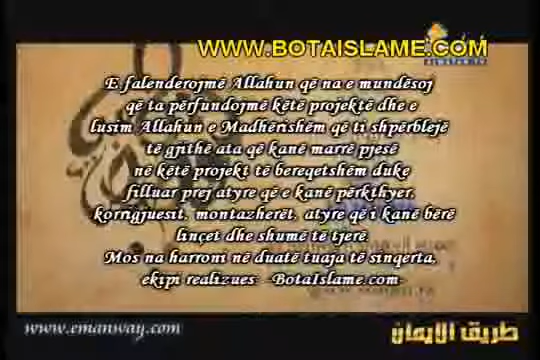 WWW.BOTAISLAME.COM
E falenderojmë Allahun që na e mundësoj
që ta përfundojmë këtë projektë dhe e
lusim Allahun e Madhërishëm që ti shpërblejë
të gjithë ata që kanë marrë pjesë
në këtë projekt të bereqetshëm duke
filluar prej atyre që e kanë përkthyer,
korrigjuesit, montazherët, atyre që i kanë bërë
linçet dhe shumë të tjerë.
Mos na harroni në duatë tuaja të sinqerta,
ekipi realizues -BotaIslame.com-
www.emanway.com
طريق الايمان